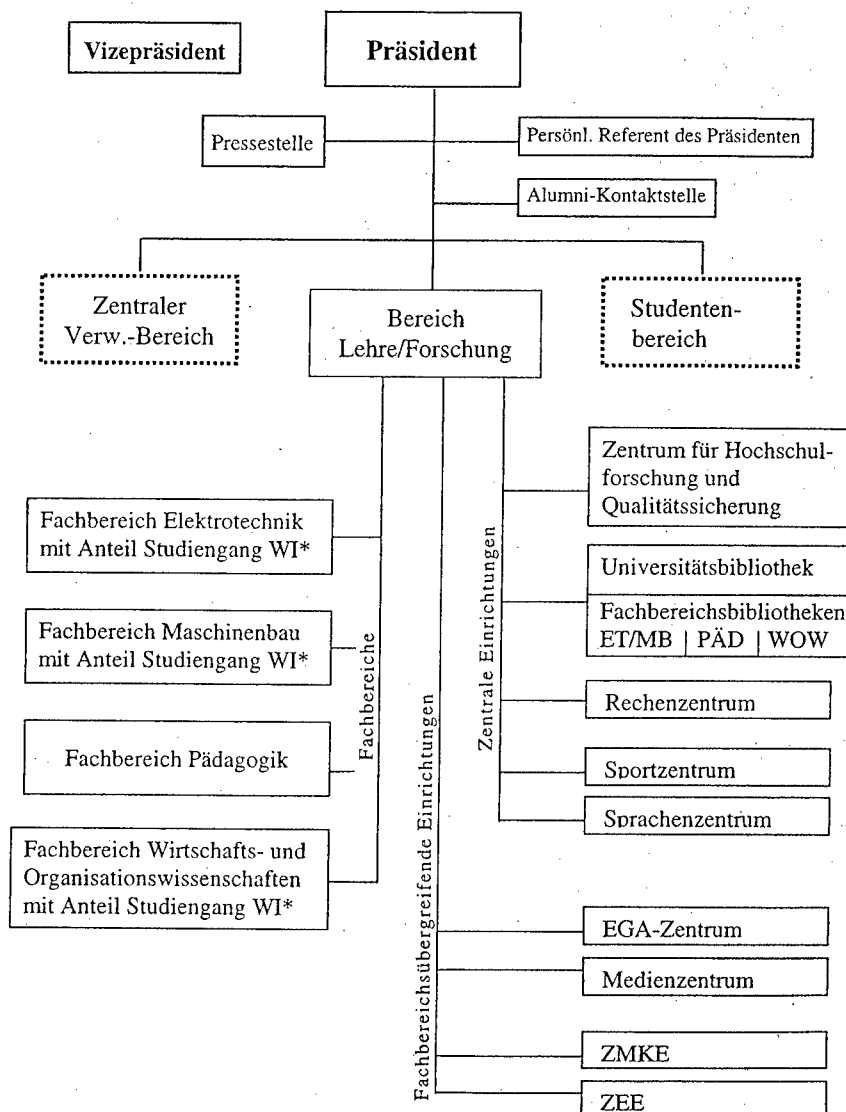 Vizepräsident
Präsident
Pressestelle
Persönl. Referent des Präsidenten
Alumni-Kontaktstelle
Zentraler
Verw.-Bereich
Bereich
Lehre/Forschung
Studenten-
bereich
Fachbereiche
Fachbereich Elektrotechnik
mit Anteil Studiengang WI*
Fachbereich Maschinenbau
mit Anteil Studiengang WI*
Fachbereich Pädagogik
Fachbereich Wirtschafts- und
Organisationswissenschaften
mit Anteil Studiengang WI*
Zentrale Einrichtungen
Zentrum für Hochschul-
forschung und
Qualitätssicherung
Universitätsbibliothek
Fachbereichsbibliotheken
ET/MB | PÄD | WOW
Rechenzentrum
Sportzentrum
Sprachenzentrum
Fachbereichsübergreifende Einrichtungen
EGA-Zentrum
Medienzentrum
ZMKE
ZEE